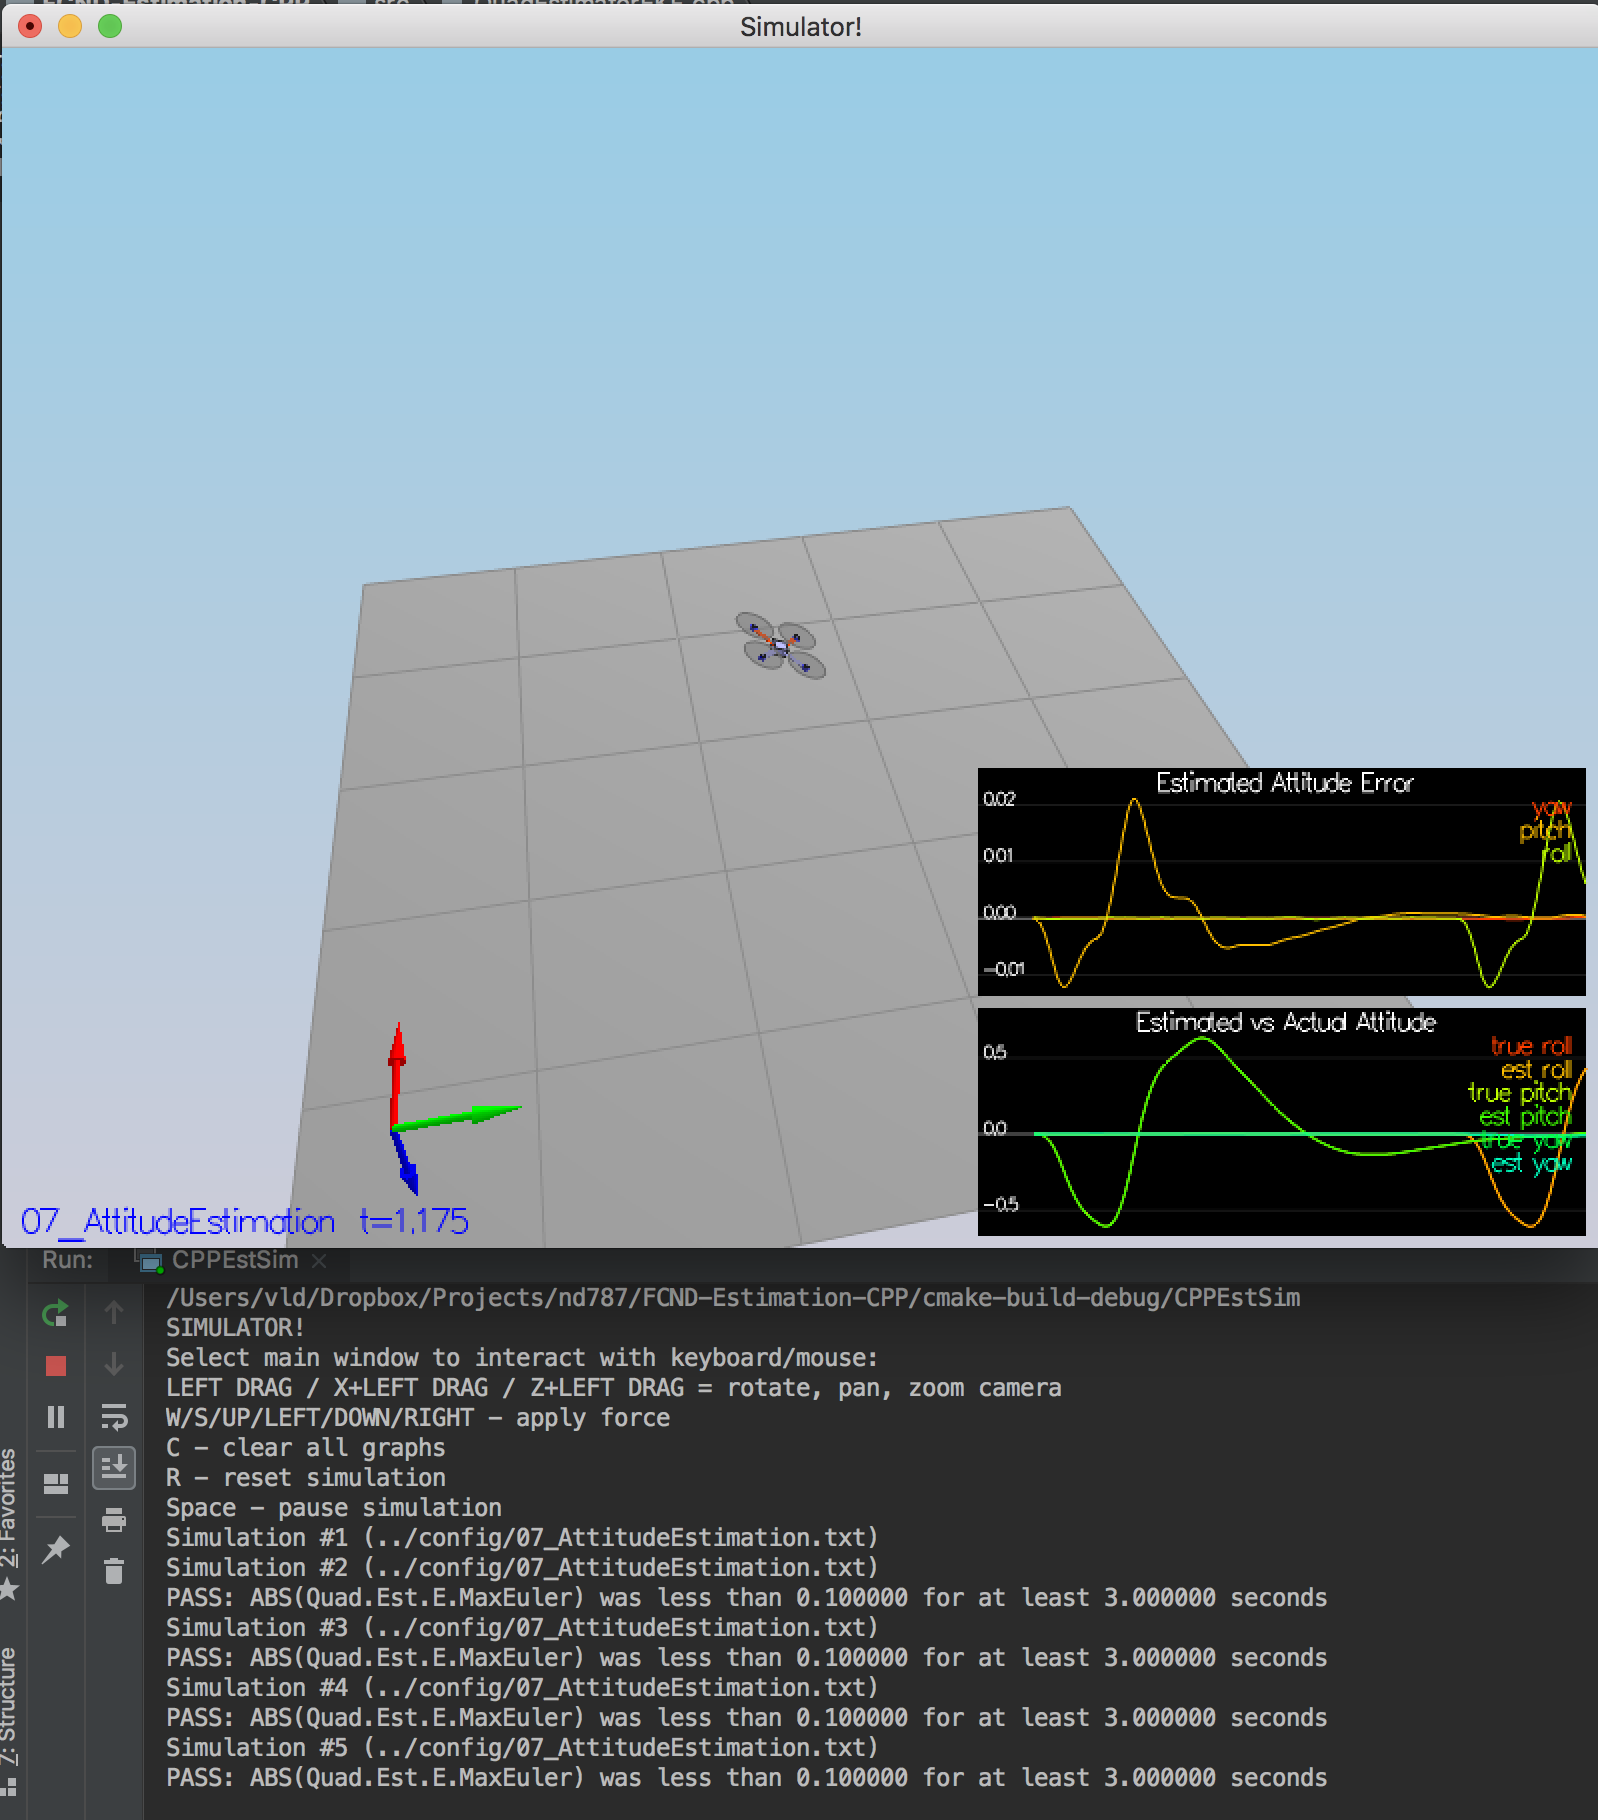 Simulator!
Estimated Attitude Error
0.02
yaw
pitch
0.01
roll
0.00
-0.01
Estimated vs Actual Attitude
0.5
true roll
est roll
true pitch
est pitch
0.0
true yaw
est yaw
-0.5
07_AttitudeEstimation t=1.175
Run:
CPPEstSim
/Users/vld/Dropbox/Projects/nd787/FCND-Estimation-CPP/cmake-build-debug/CPPEstSim
SIMULATOR!
Select main window to interact with keyboard/mouse:
LEFT DRAG / X+LEFT DRAG / Z+LEFT DRAG = rotate, pan, zoom camera
W/S/UP/LEFT/DOWN/RIGHT - apply force
C - clear all graphs
R - reset simulation
Space - pause simulation
Simulation #1 (../config/07_AttitudeEstimation.txt)
Simulation #2 (../config/07_AttitudeEstimation.txt)
PASS: ABS(Quad.Est.E.MaxEuler) was less than 0.100000 for at least 3.000000 seconds
Simulation #3 (../config/07_AttitudeEstimation.txt)
PASS: ABS(Quad.Est.E.MaxEuler) was less than 0.100000 for at least 3.000000 seconds
Simulation #4 (../config/07_AttitudeEstimation.txt)
PASS: ABS(Quad.Est.E.MaxEuler) was less than 0.100000 for at least 3.000000 seconds
Simulation #5 (../config/07_AttitudeEstimation.txt)
PASS: ABS(Quad.Est.E.MaxEuler) was less than 0.100000 for at least 3.000000 seconds
2: Favorites
7: Structure